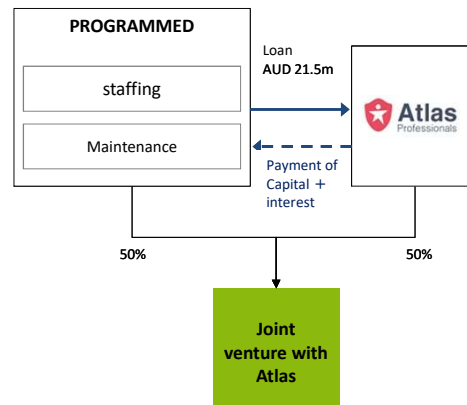 PROGRAMMED
staffing
Maintenance
Loan
AUD 21.5m
Atlas
Professionals
Payment of
Capital +
interest
50%
50%
Joint
venture with
Atlas